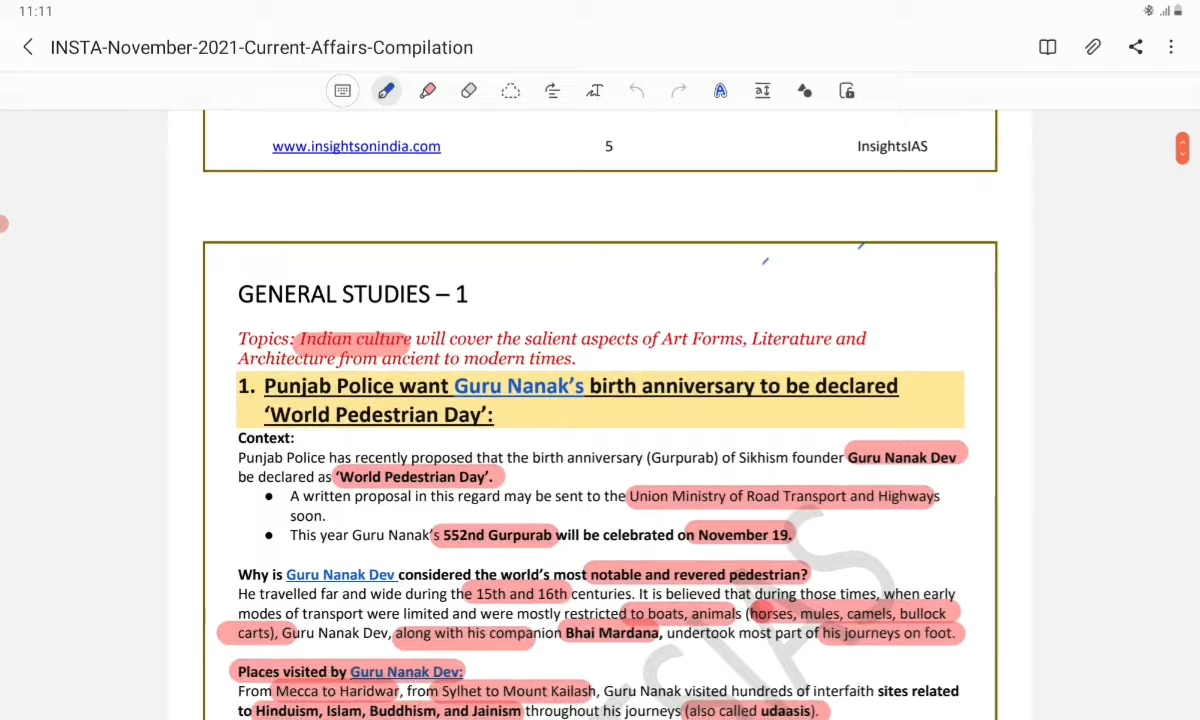 11:11
INSTA-November-2021-Current-Affairs-Compilation
www.insightsonindia.com 5 InsightsIAS
GENERAL STUDIES – 1
Topics: Indian culture will cover the salient aspects of Art Forms, Literature and
Architecture from ancient to modern times.
1. Punjab Police want Guru Nanak’s birth anniversary to be declared
‘World Pedestrian Day’:
Context:
Punjab Police has recently proposed that the birth anniversary (Gurpurab) of Sikhism founder Guru Nanak Dev
be declared as ‘World Pedestrian Day’.
● A written proposal in this regard may be sent to the Union Ministry of Road Transport and Highways
soon.
● This year Guru Nanak’s 552nd Gurpurab will be celebrated on November 19.
Why is Guru Nanak Dev considered the world’s most notable and revered pedestrian?
He travelled far and wide during the 15th and 16th centuries. It is believed that during those times, when early
modes of transport were limited and were mostly restricted to boats, animals (horses, mules, camels, bullock
carts), Guru Nanak Dev, along with his companion Bhai Mardana, undertook most part of his journeys on foot.
Places visited by Guru Nanak Dev:
From Mecca to Haridwar, from Sylhet to Mount Kailash, Guru Nanak visited hundreds of interfaith sites related
to Hinduism, Islam, Buddhism, and Jainism throughout his journeys (also called udaasis).